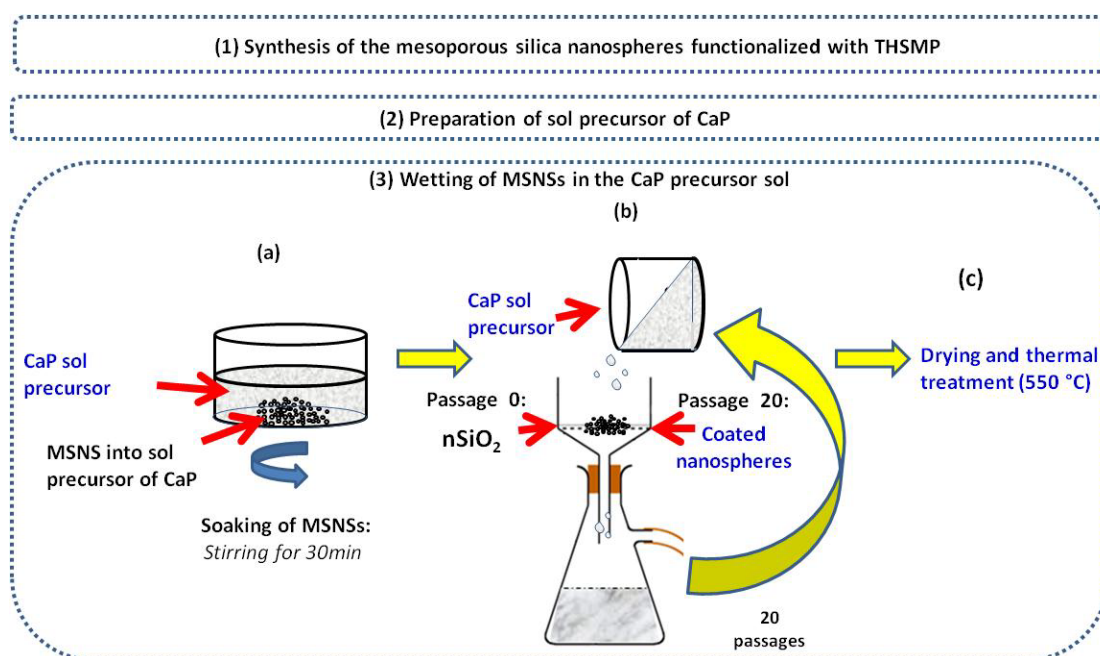 (1) Synthesis of the mesoporous silica nanospheres functionalized with THSMP
(2) Preparation of sol precursor of CaP
(3) Wetting of MSNSs in the CaP precursor sol
(a)
CaP sol
precursor
MSNS into sol
precursor of CaP
Soaking of MSNSs:
Stirring for 30min
(b)
CaP sol
precursor
Passage 0:
nSiO₂
Passage 20:
Coated
nanospheres
20
passages
(c)
Drying and thermal
treatment (550 °C)